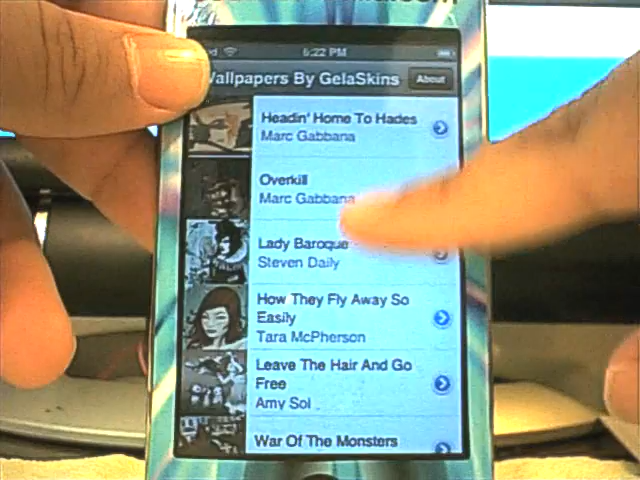 6:22 PM
Wallpapers By GelaSkins
About
Headin' Home To Hades
Marc Gabbana
Overkill
Marc Gabbana
Lady Baroque
Steven Daily
How They Fly Away So
Easily
Tara McPherson
Leave The Hair And Go
Free
Amy Sol
War Of The Monsters